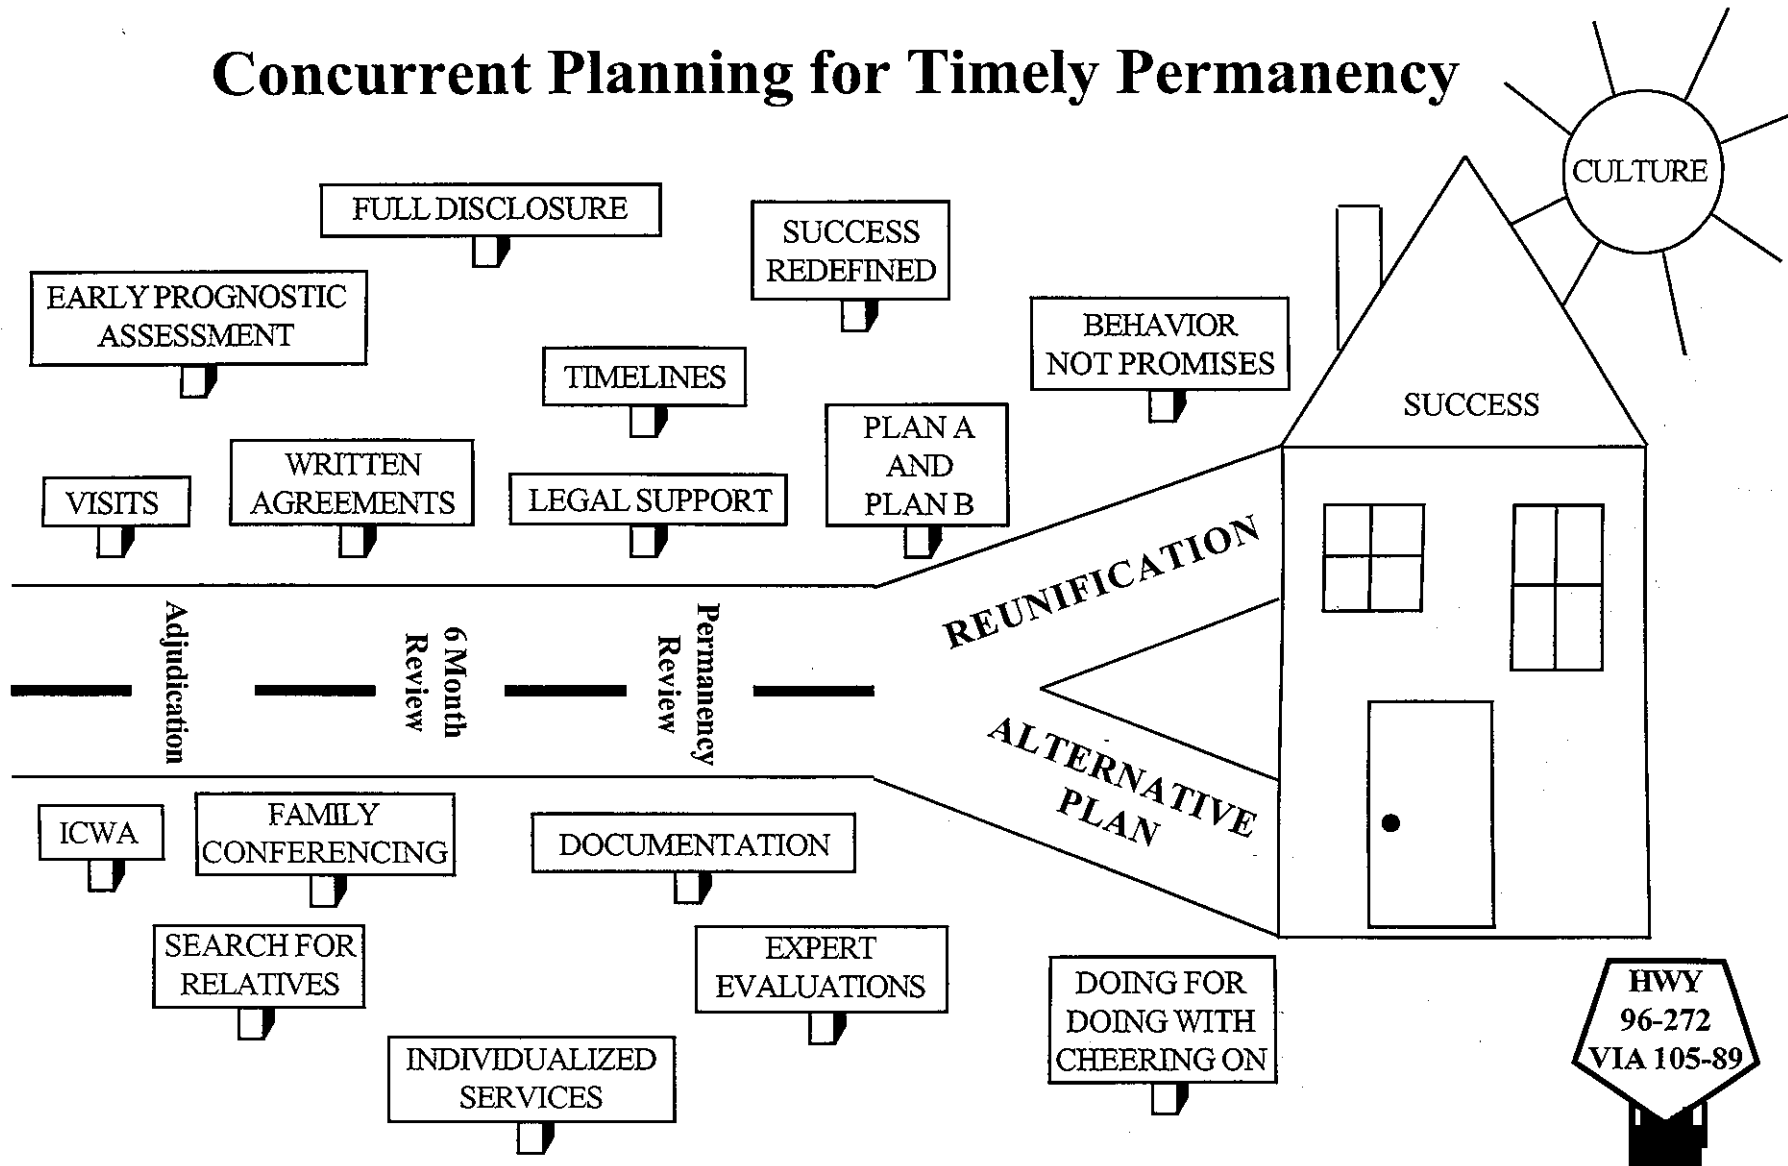 Concurrent Planning for Timely Permanency
CULTURE
FULL DISCLOSURE
SUCCESS
REDEFINED
EARLY PROGNOSTIC
ASSESSMENT
BEHAVIOR
NOT PROMISES
TIMELINES
SUCCESS
PLAN A
AND
PLAN B
VISITS
WRITTEN
AGREEMENTS
LEGAL SUPPORT
REUNIFICATION
Adjudication
6 Month
Review
Permanency
Review
ALTERNATIVE
PLAN
ICWA
FAMILY
CONFERENCING
DOCUMENTATION
SEARCH FOR
RELATIVES
EXPERT
EVALUATIONS
DOING FOR
DOING WITH
CHEERING ON
INDIVIDUALIZED
SERVICES
HWY
96-272
VIA 105-89